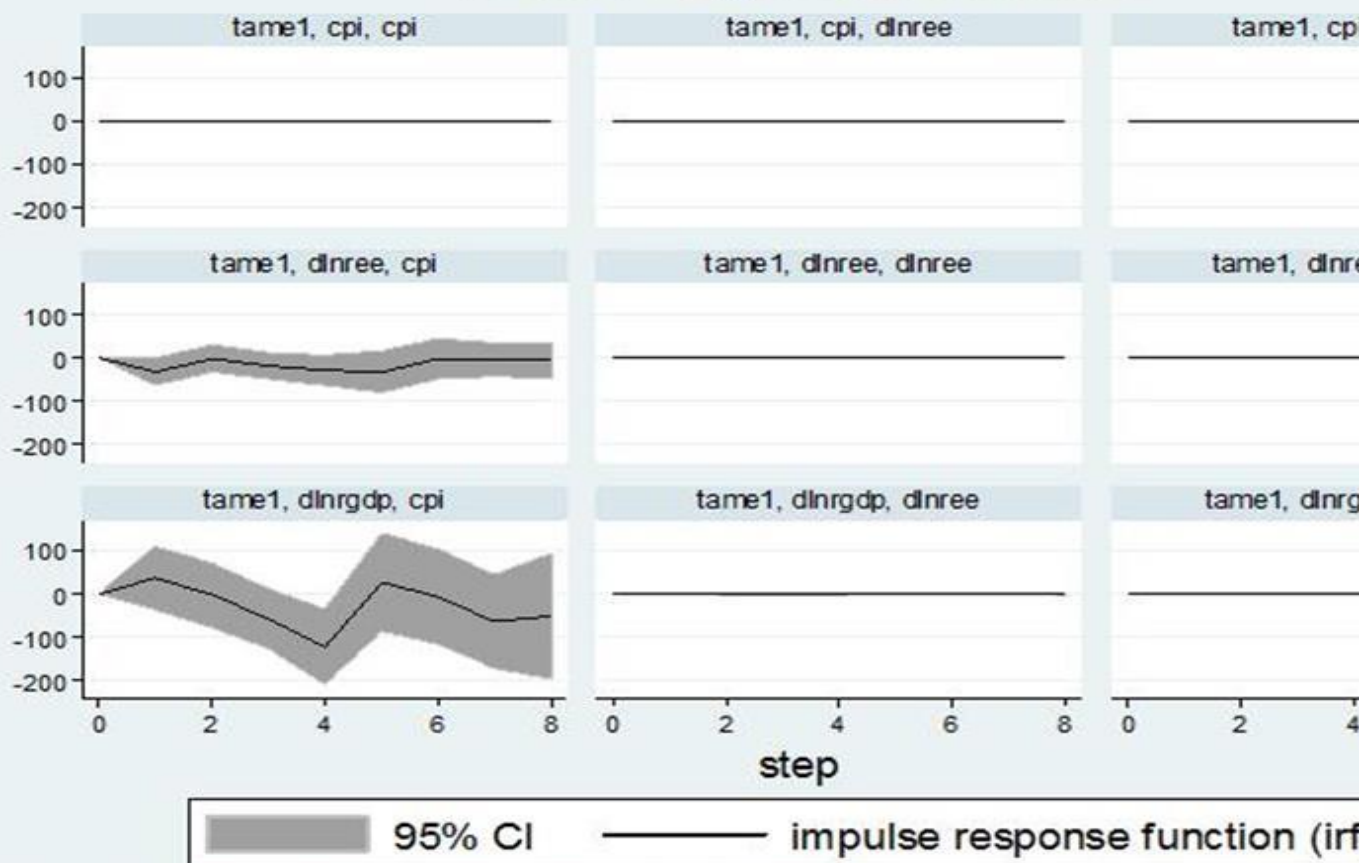 tame1, cpi, cpi
tame1, cpi, dlnree
tame1, cpi
100
0
-100
-200
tame1, dlnree, cpi
tame1, dlnree, dlnree
tame1, dlnre
100
0
-100
-200
tame1, dlnrgdp, cpi
tame1, dlnrgdp, dlnree
tame1, dlnrg
100
0
-100
-200
0 2 4 6 8
0 2 4 6 8
0 2 4
step
95% CI
impulse response function (irf